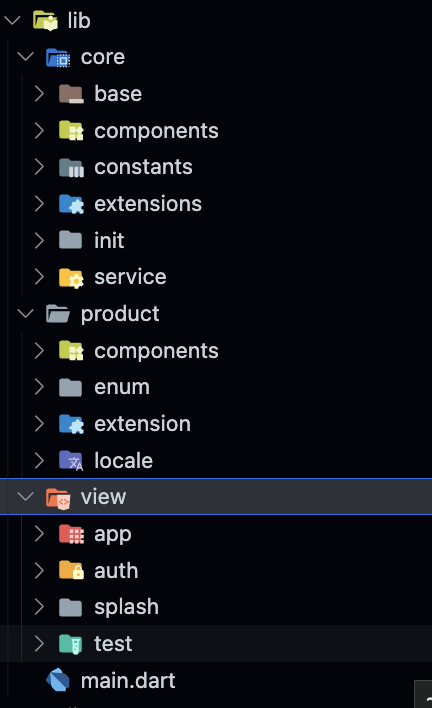 lib
core
base
components
constants
extensions
init
service
product
components
enum
extension
locale
view
app
auth
splash
test
main.dart